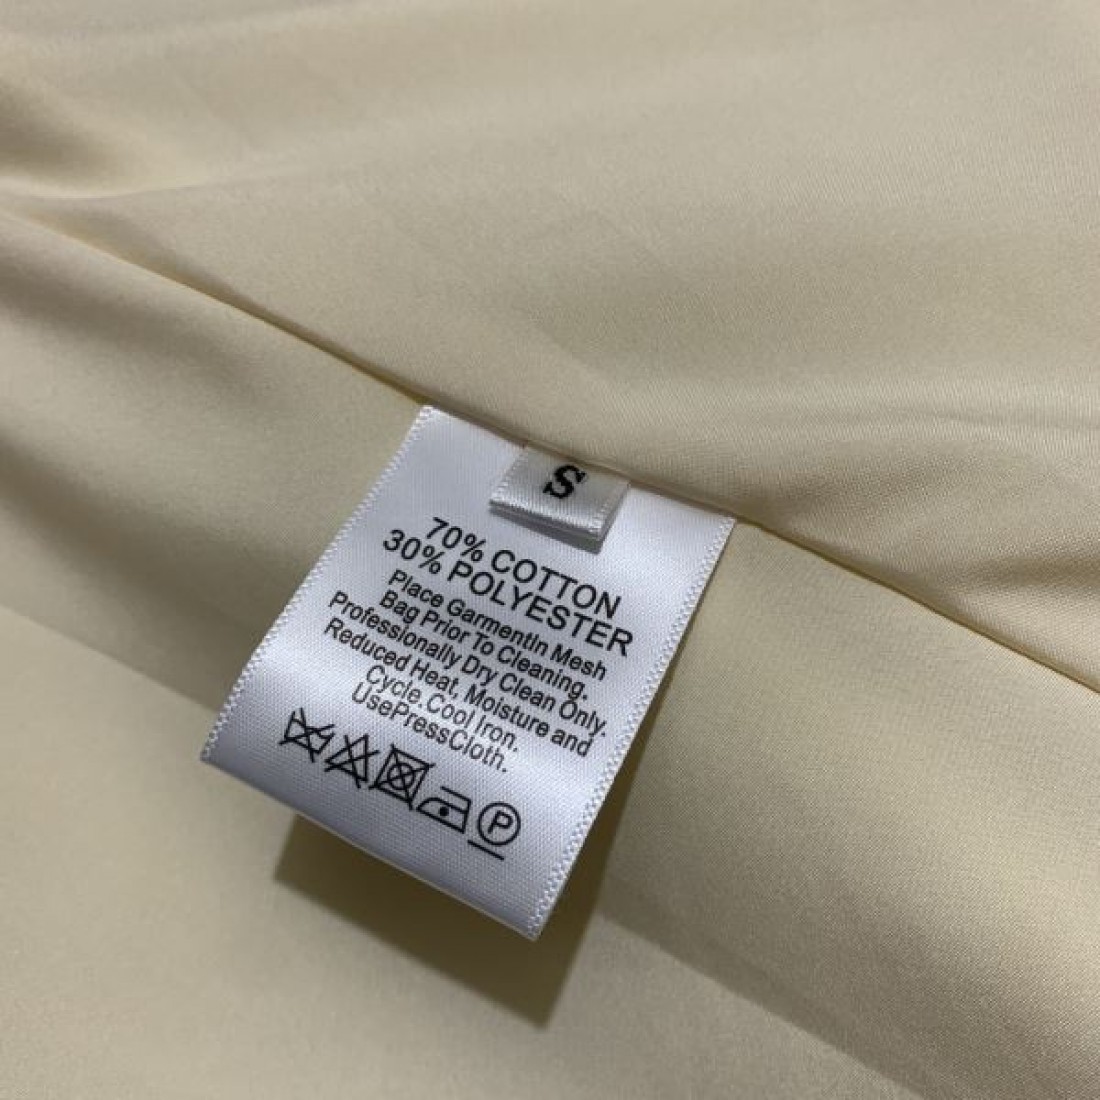 S
70% COTTON
30% POLYESTER
Place GarmentIn Mesh
Bag Prior To Cleaning.
Professionally Dry Clean Only.
Reduced Heat, Moisture and
Cycle. Cool Iron.
UsePressCloth.
P